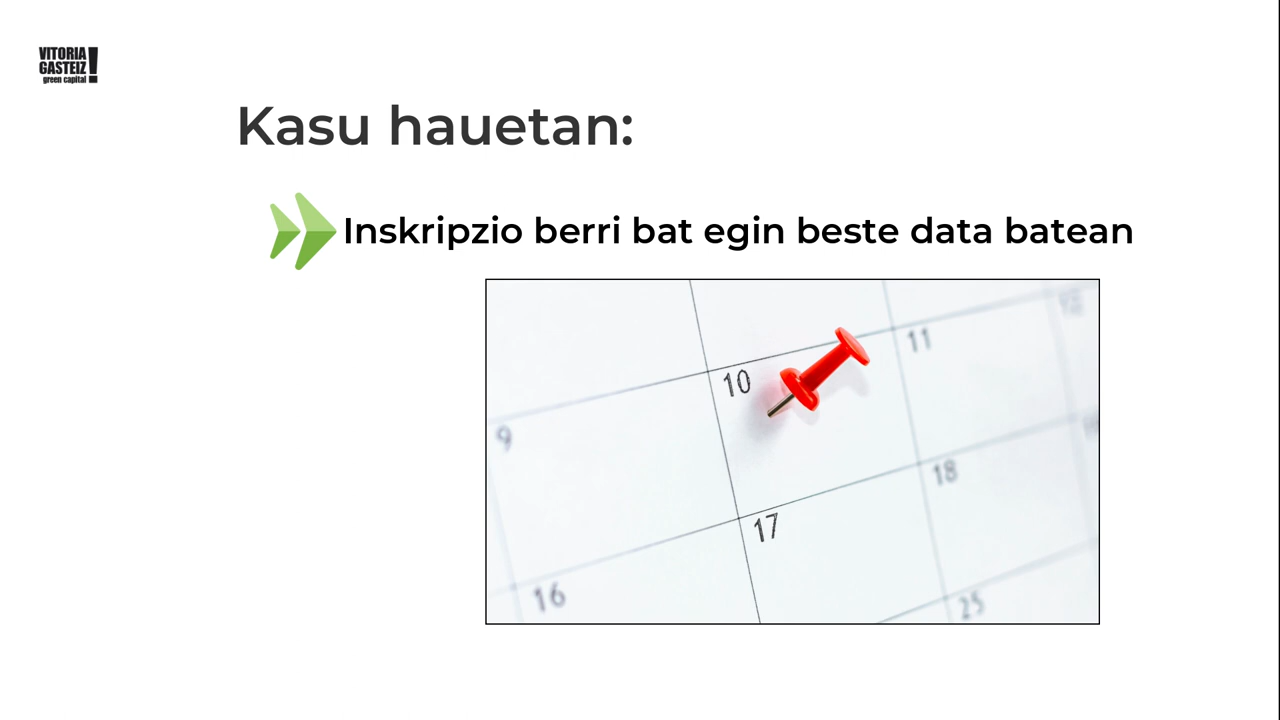 VITORIA
GASTEIZ!
green capital
Kasu hauetan:
Inskripzio berri bat egin beste data batean
11
10
9
18
17
16
25